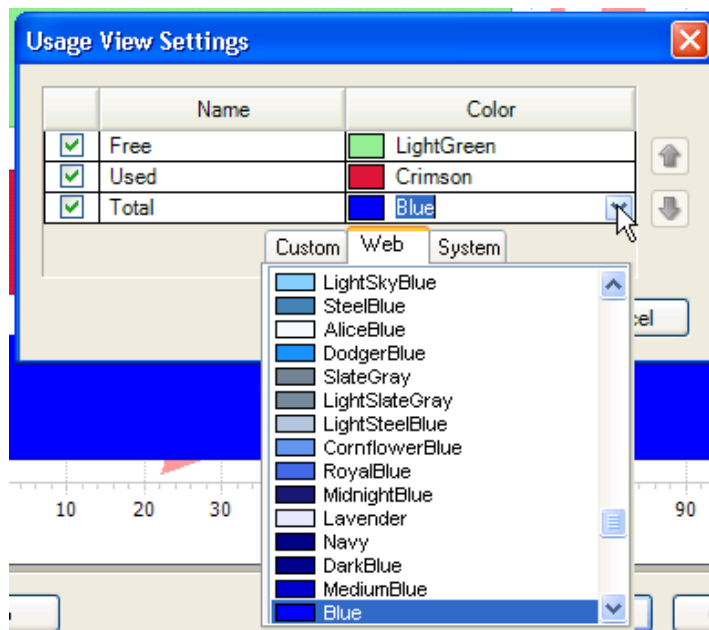 Usage View Settings
Name Color
Free LightGreen
Used Crimson
Total Blue
Custom Web System
LightSkyBlue
SteelBlue
AliceBlue
DodgerBlue
SlateGray
LightSlateGray
LightSteelBlue
CornflowerBlue
RoyalBlue
MidnightBlue
Lavender
Navy
DarkBlue
MediumBlue
Blue
cel
10 20 30 90